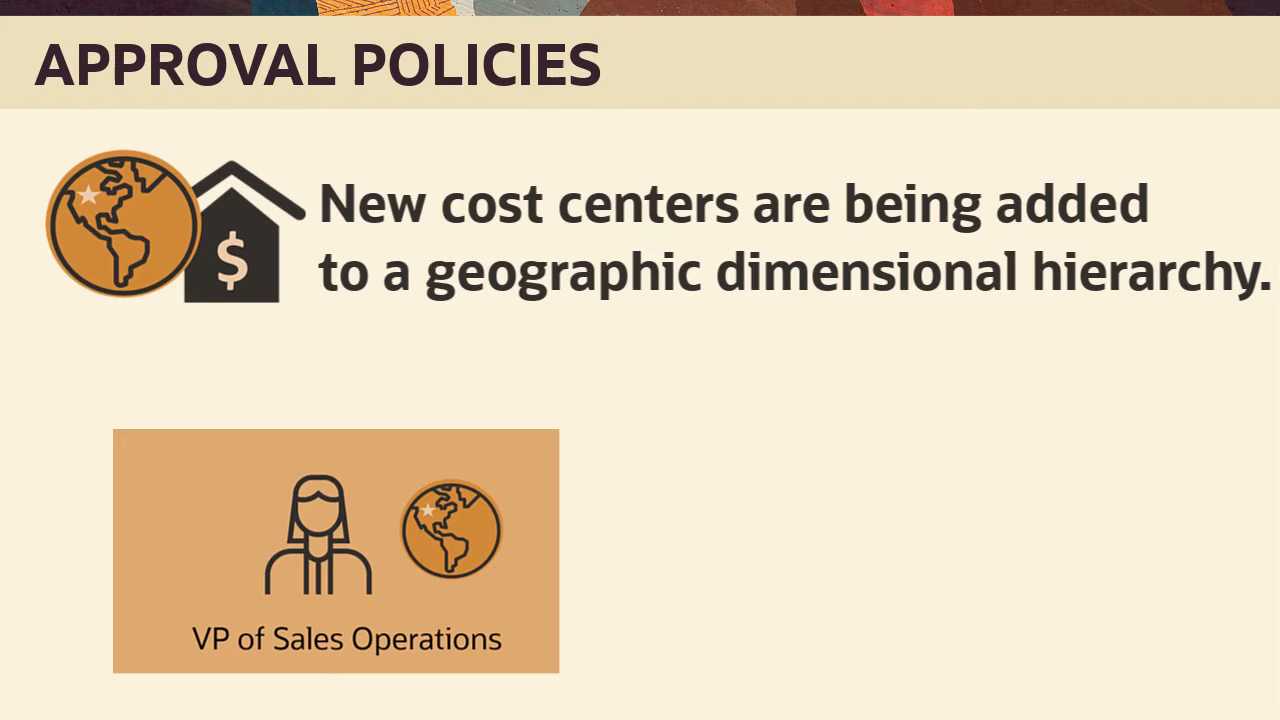 APPROVAL POLICIES
$
New cost centers are being added
to a geographic dimensional hierarchy.
VP of Sales Operations